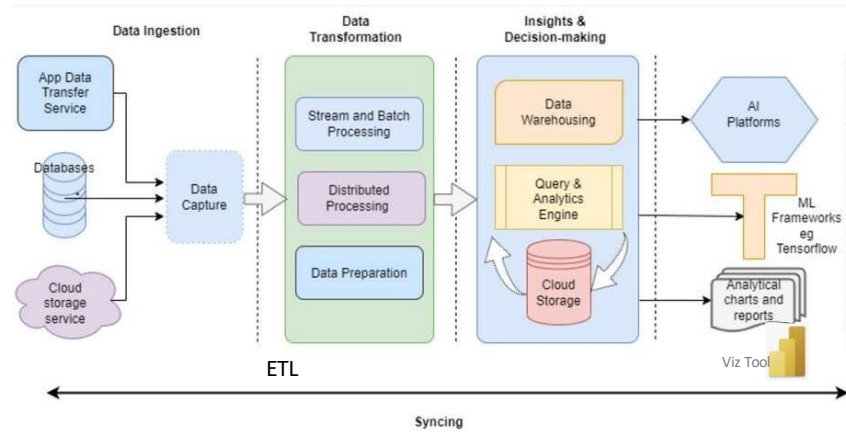 Data Ingestion
Data
Transformation
Insights &
Decision-making
App Data
Transfer
Service
Databases
Cloud
storage
service
Data
Capture
Stream and Batch
Processing
Distributed
Processing
Data Preparation
Data
Warehousing
Query &
Analytics
Engine
Cloud
Storage
AI
Platforms
ML
Frameworks
eg
Tensorflow
Analytical
charts and
reports
Viz Tool
ETL
Syncing